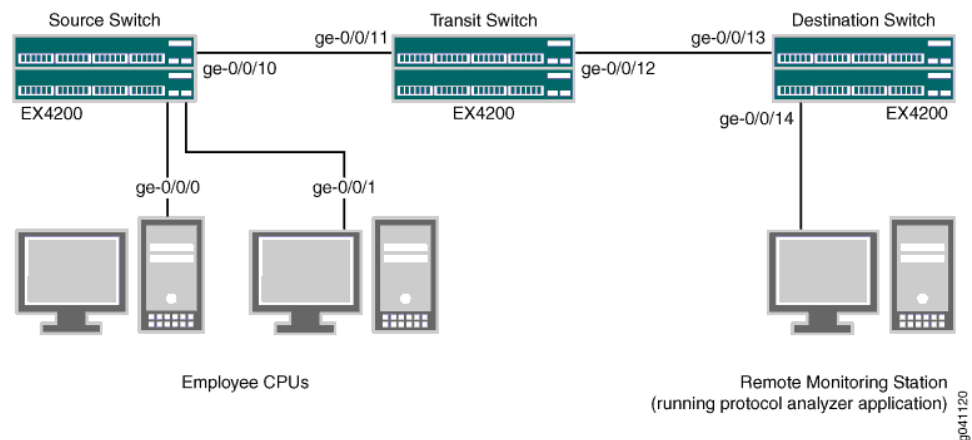 Source Switch
Transit Switch
Destination Switch
ge-0/0/11
ge-0/0/13
ge-0/0/10
ge-0/0/12
EX4200
EX4200
EX4200
ge-0/0/14
ge-0/0/0
ge-0/0/1
Employee CPUs
Remote Monitoring Station
(running protocol analyzer application)
g041120